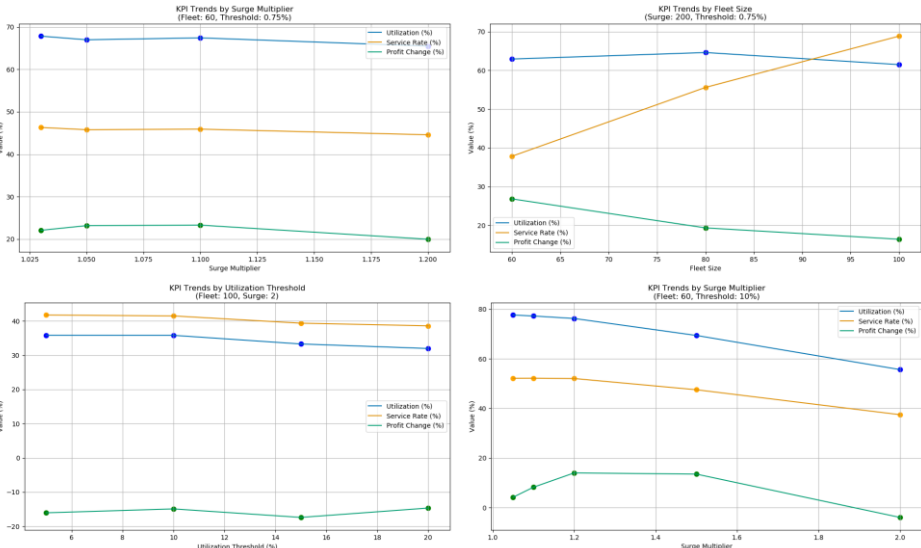 KPI Trends by Surge Multiplier
(Fleet: 60, Threshold: 0.75%)
Value (%)
70
60
50
40
30
20
Utilization (%)
Service Rate (%)
Profit Change (%)
1.025
1.050
1.075
1.100
1.125
1.150
1.175
1.200
Surge Multiplier
KPI Trends by Fleet Size
(Surge: 200, Threshold: 0.75%)
Value (%)
70
60
50
40
30
20
Utilization (%)
Service Rate (%)
Profit Change (%)
60
65
70
75
80
85
90
95
100
Fleet Size
KPI Trends by Utilization Threshold
(Fleet: 100, Surge: 2)
Value (%)
40
30
20
10
0
−10
−20
Utilization (%)
Service Rate (%)
Profit Change (%)
6
8
10
12
14
16
18
20
Utilization Threshold (%)
KPI Trends by Surge Multiplier
(Fleet: 60, Threshold: 10%)
Value (%)
80
60
40
20
0
Utilization (%)
Service Rate (%)
Profit Change (%)
1.0
1.2
1.4
1.6
1.8
2.0
Surge Multiplier